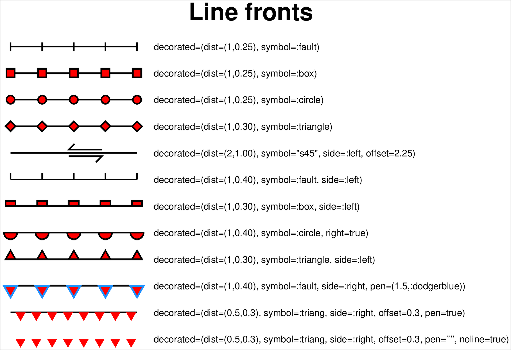 Line fronts
decorated=(dist=(1,0.25), symbol=:fault)
decorated=(dist=(1,0.25), symbol=:box)
decorated=(dist=(1,0.25), symbol=:circle)
decorated=(dist=(1,0.30), symbol=:triangle)
decorated=(dist=(2,1.00), symbol="s45", side=:left, offset=2.25)
decorated=(dist=(1,0.40), symbol=:fault, side=:left)
decorated=(dist=(1,0.30), symbol=:box, side=:left)
decorated=(dist=(1,0.40), symbol=:circle, right=true)
decorated=(dist=(1,0.30), symbol=:triangle, side=:left)
decorated=(dist=(1,0.40), symbol=:fault, side=:right, pen=(1.5,:dodgerblue))
decorated=(dist=(0.5,0.3), symbol=:triang, side=:right, offset=0.3, pen=true)
decorated=(dist=(0.5,0.3), symbol=:triang, side=:right, offset=0.3, pen="", noline=true)